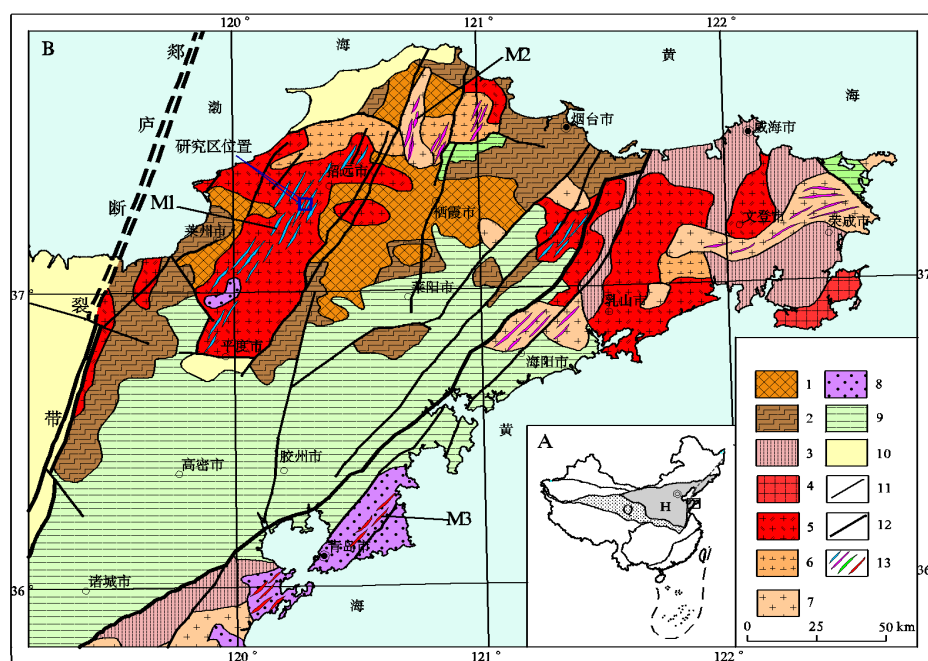 120
121
122
B
海
黄
郯
M2
渤
海
庐
烟台市
威海市
研究区位置
招远市
断
M1
栖霞市
文登市
荣成市
莱州市
37
莱阳市
37
裂
乳山市
平度市
海阳市
带
黄
A
1
8
高密市
胶州市
2
9
H
3
10
Q
M3
4
11
青岛市
5
12
诸城市
6
13
36
36
海
7
0
25
50 km
120
121
122